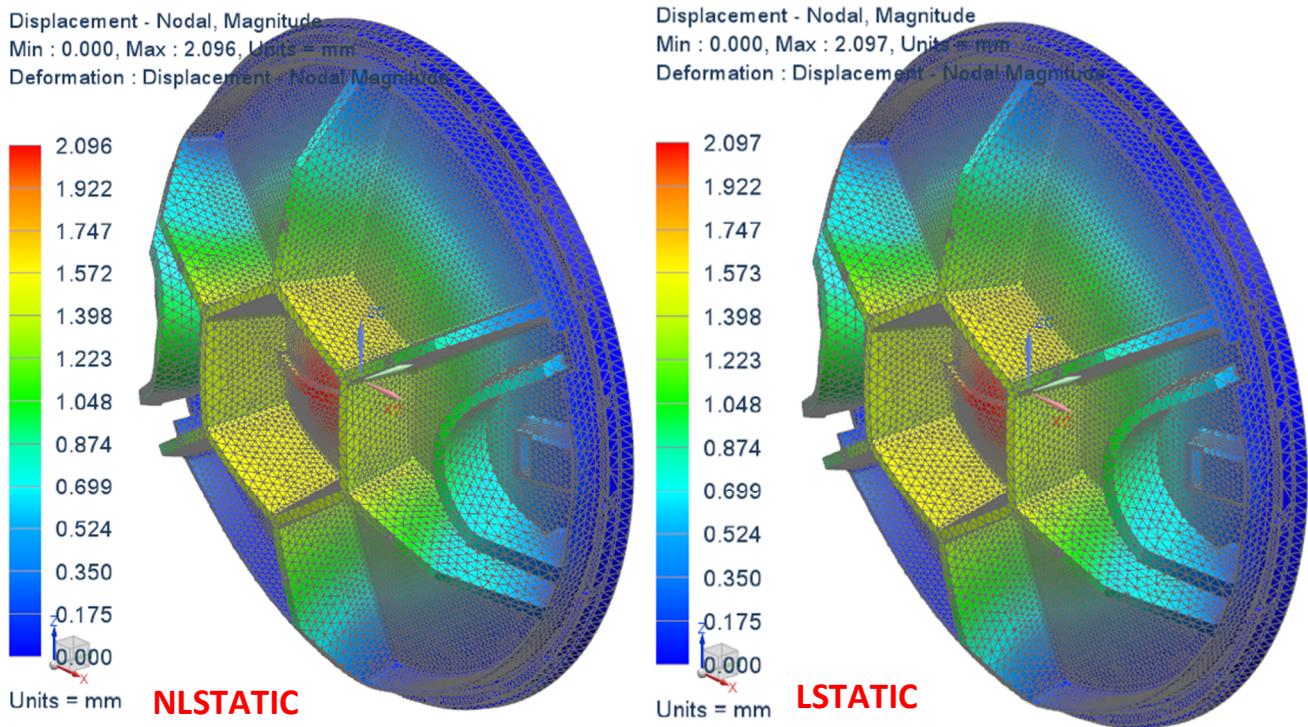 Displacement - Nodal, Magnitude
Min : 0.000, Max : 2.096, Units = mm
Deformation : Displacement - Nodal Magnitude
2.096
1.922
1.747
1.572
1.398
1.223
1.048
0.874
0.699
0.524
0.350
0.175
0.000
Z
X
ZC
XC
Units = mm
NLSTATIC
Displacement - Nodal, Magnitude
Min : 0.000, Max : 2.097, Units = mm
Deformation : Displacement - Nodal Magnitude
2.097
1.922
1.747
1.573
1.398
1.223
1.048
0.874
0.699
0.524
0.350
0.175
0.000
Z
X
ZC
XC
Units = mm
LSTATIC